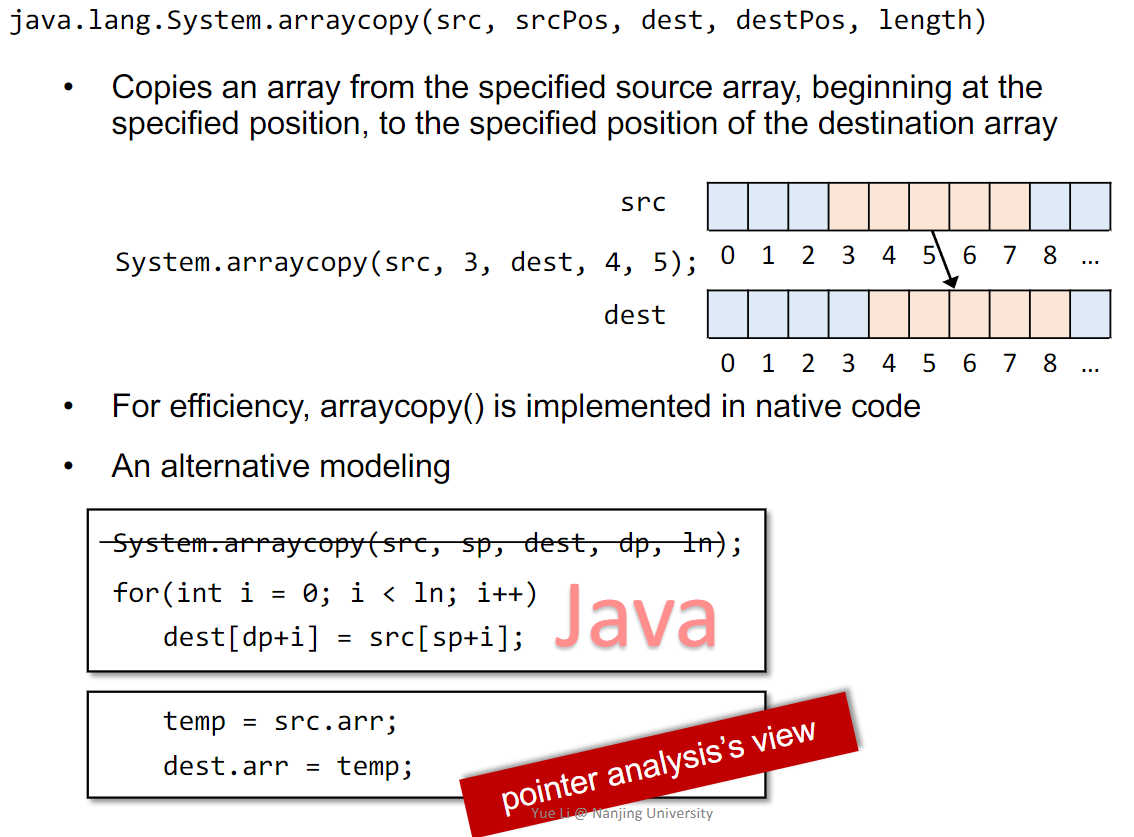 java.lang.System.arraycopy(src, srcPos, dest, destPos, length)
• Copies an array from the specified source array, beginning at the
specified position, to the specified position of the destination array
src
System.arraycopy(src, 3, dest, 4, 5);
0 1 2 3 4 5 6 7 8 ...
dest
0 1 2 3 4 5 6 7 8 ...
• For efficiency, arraycopy() is implemented in native code
• An alternative modeling
System.arraycopy(src, sp, dest, dp, ln);
for(int i = 0; i < ln; i++)
dest[dp+i] = src[sp+i];
Java
temp = src.arr;
dest.arr = temp;
pointer analysis's view
Yue Li @ Nanjing University